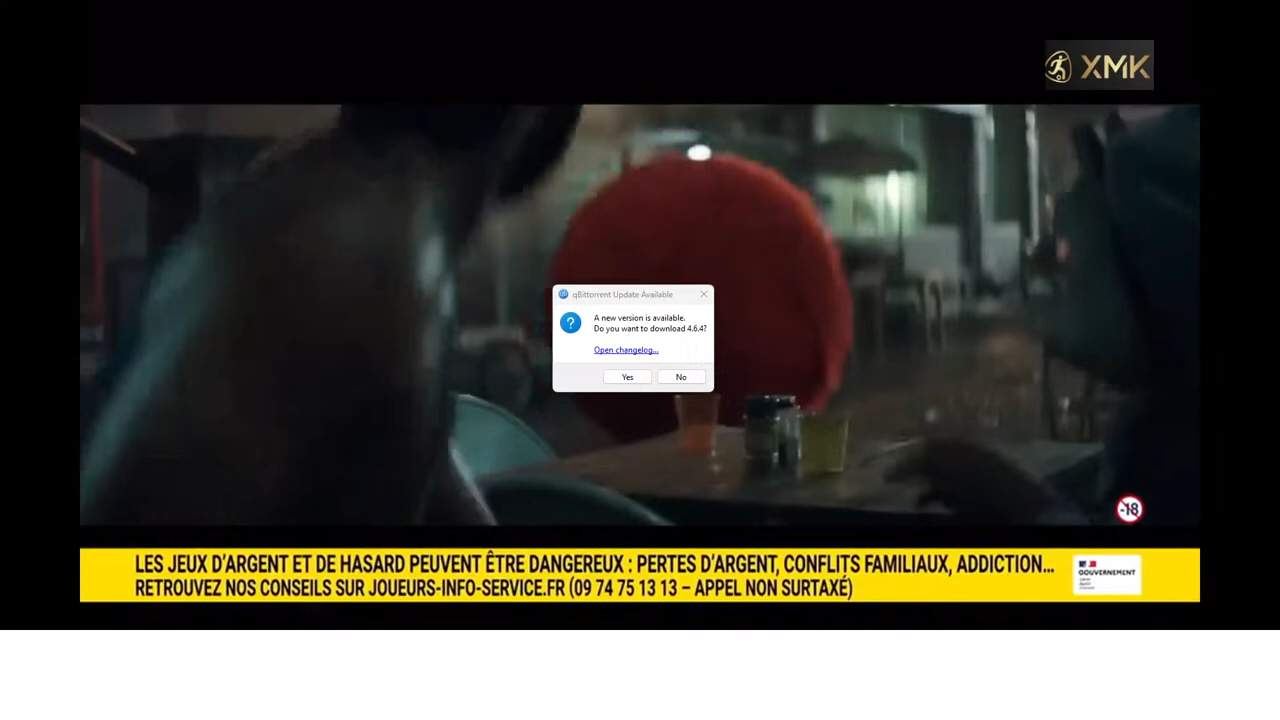 XMK
qBittorrent Update Available
A new version is available.
Do you want to download 4.6.4?
Open changelog...
Yes
No
-18
LES JEUX D'ARGENT ET DE HASARD PEUVENT ÊTRE DANGEREUX : PERTES D'ARGENT, CONFLITS FAMILIAUX, ADDICTION...
RETROUVEZ NOS CONSEILS SUR JOUEURS-INFO-SERVICE.FR (09 74 75 13 13 – APPEL NON SURTAXÉ)
GOUVERNEMENT